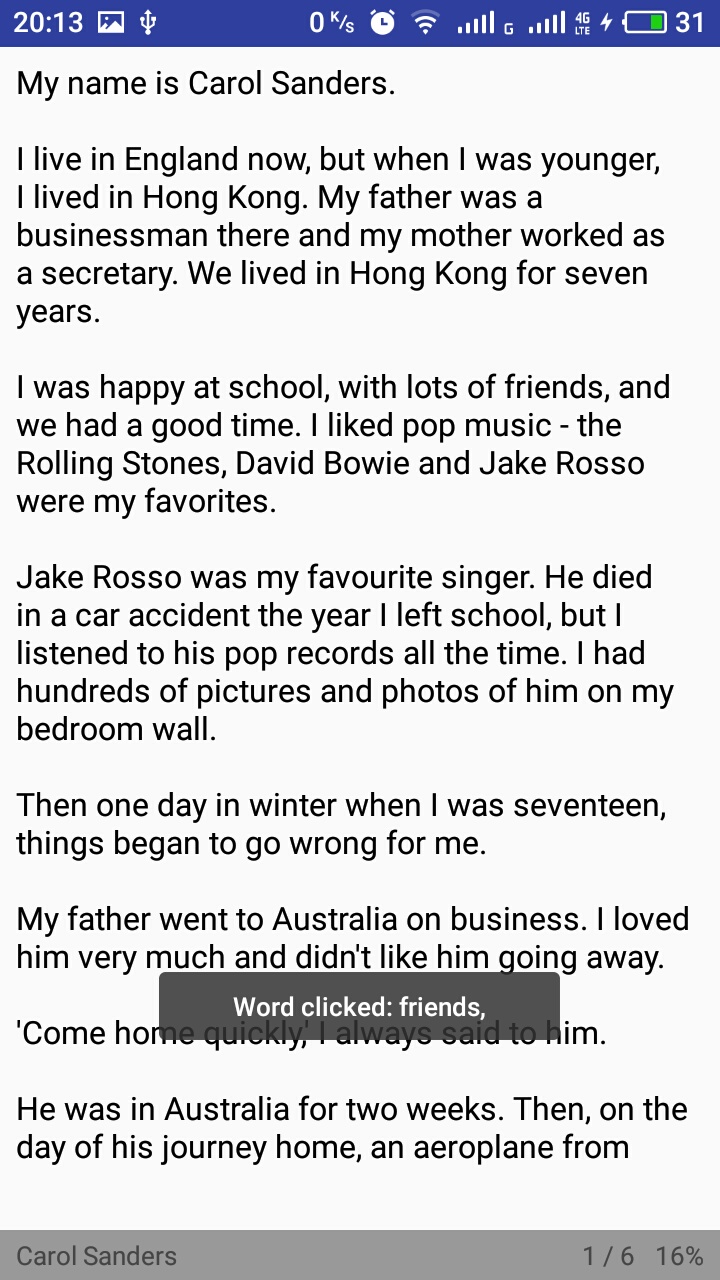 20:13 0 K/s G 4G LTE 31
My name is Carol Sanders.
I live in England now, but when I was younger,
I lived in Hong Kong. My father was a
businessman there and my mother worked as
a secretary. We lived in Hong Kong for seven
years.
I was happy at school, with lots of friends, and
we had a good time. I liked pop music - the
Rolling Stones, David Bowie and Jake Rosso
were my favorites.
Jake Rosso was my favourite singer. He died
in a car accident the year I left school, but I
listened to his pop records all the time. I had
hundreds of pictures and photos of him on my
bedroom wall.
Then one day in winter when I was seventeen,
things began to go wrong for me.
My father went to Australia on business. I loved
him very much and didn't like him going away.
Word clicked: friends,
'Come home quickly,' I always said to him.
He was in Australia for two weeks. Then, on the
day of his journey home, an aeroplane from
Carol Sanders 1 / 6 16%